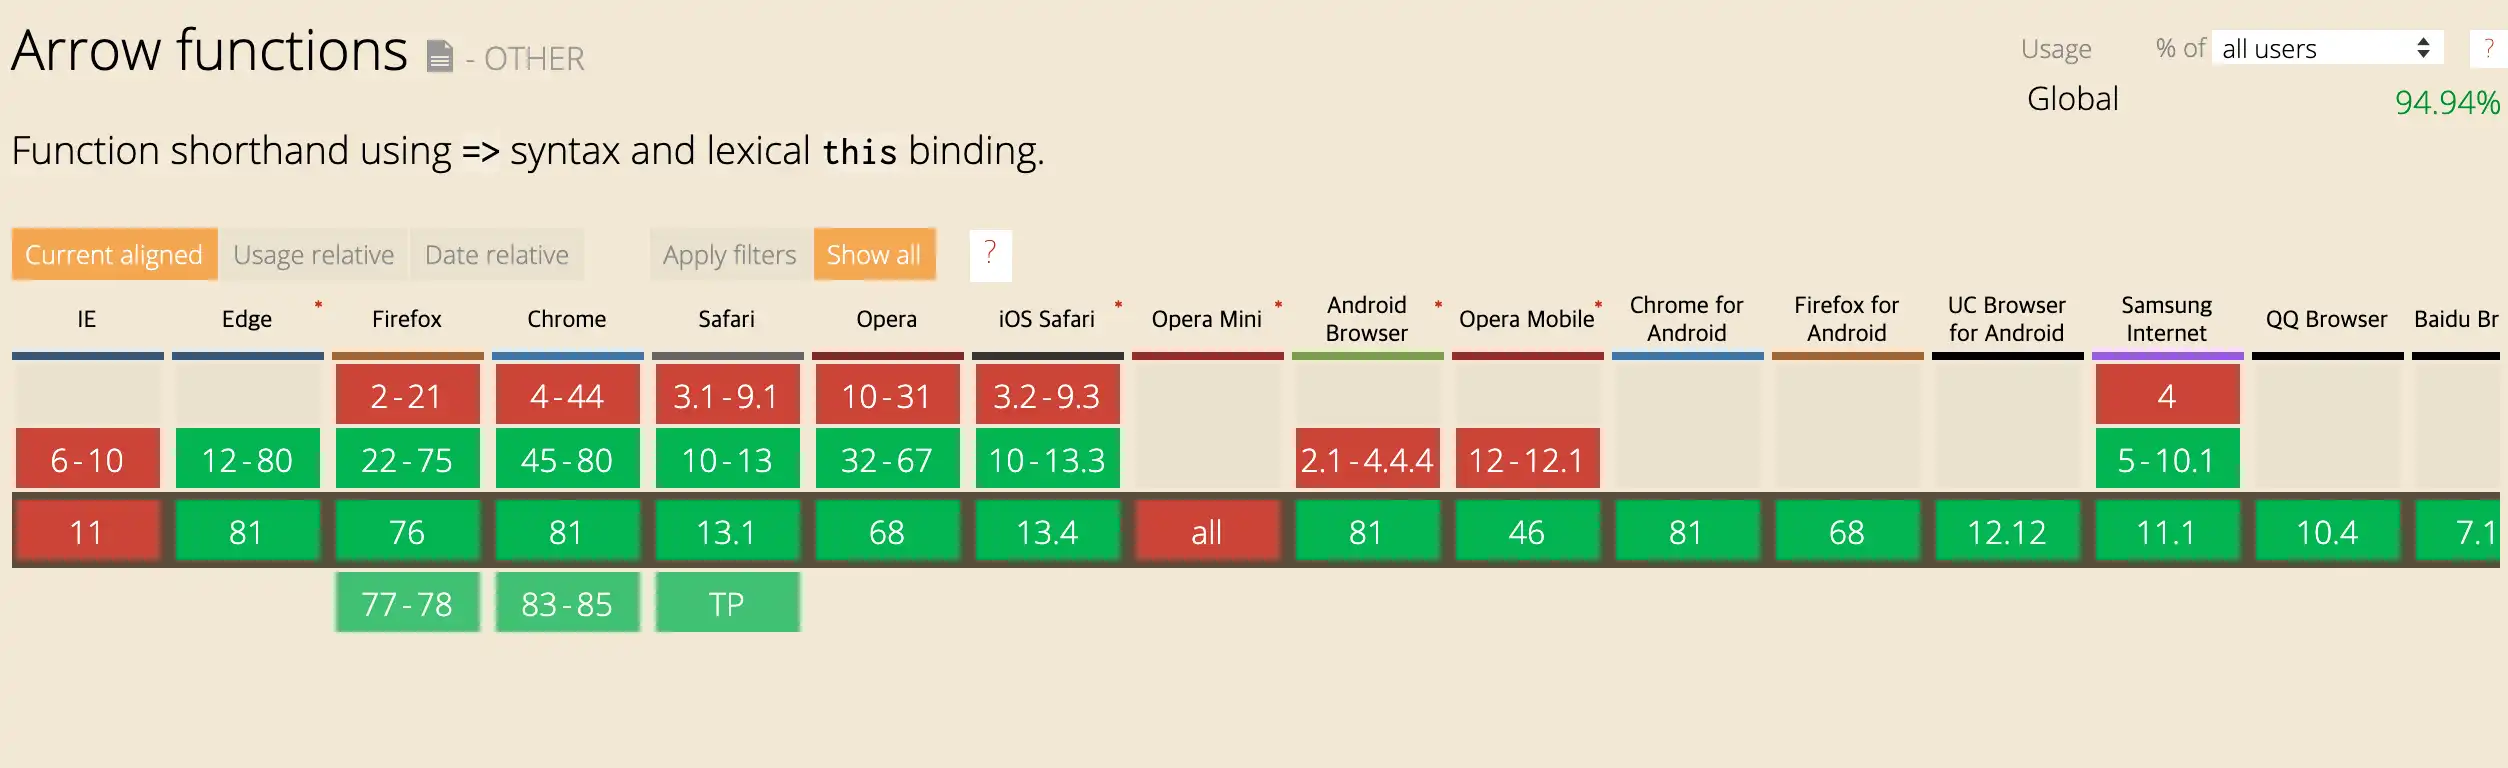 Arrow functions - OTHER
Usage % of all users ?
Global 94.94%
Function shorthand using => syntax and lexical this binding.
Current aligned Usage relative Date relative Apply filters Show all ?
IE Edge * Firefox Chrome Safari Opera iOS Safari * Opera Mini * Android Browser * Opera Mobile * Chrome for Android Firefox for Android UC Browser for Android Samsung Internet QQ Browser Baidu Br
2-21 4-44 3.1-9.1 10-31 3.2-9.3 4
6-10 12-80 22-75 45-80 10-13 32-67 10-13.3 2.1-4.4.4 12-12.1 5-10.1
11 81 76 81 13.1 68 13.4 all 81 46 81 68 12.12 11.1 10.4 7.1
77-78 83-85 TP